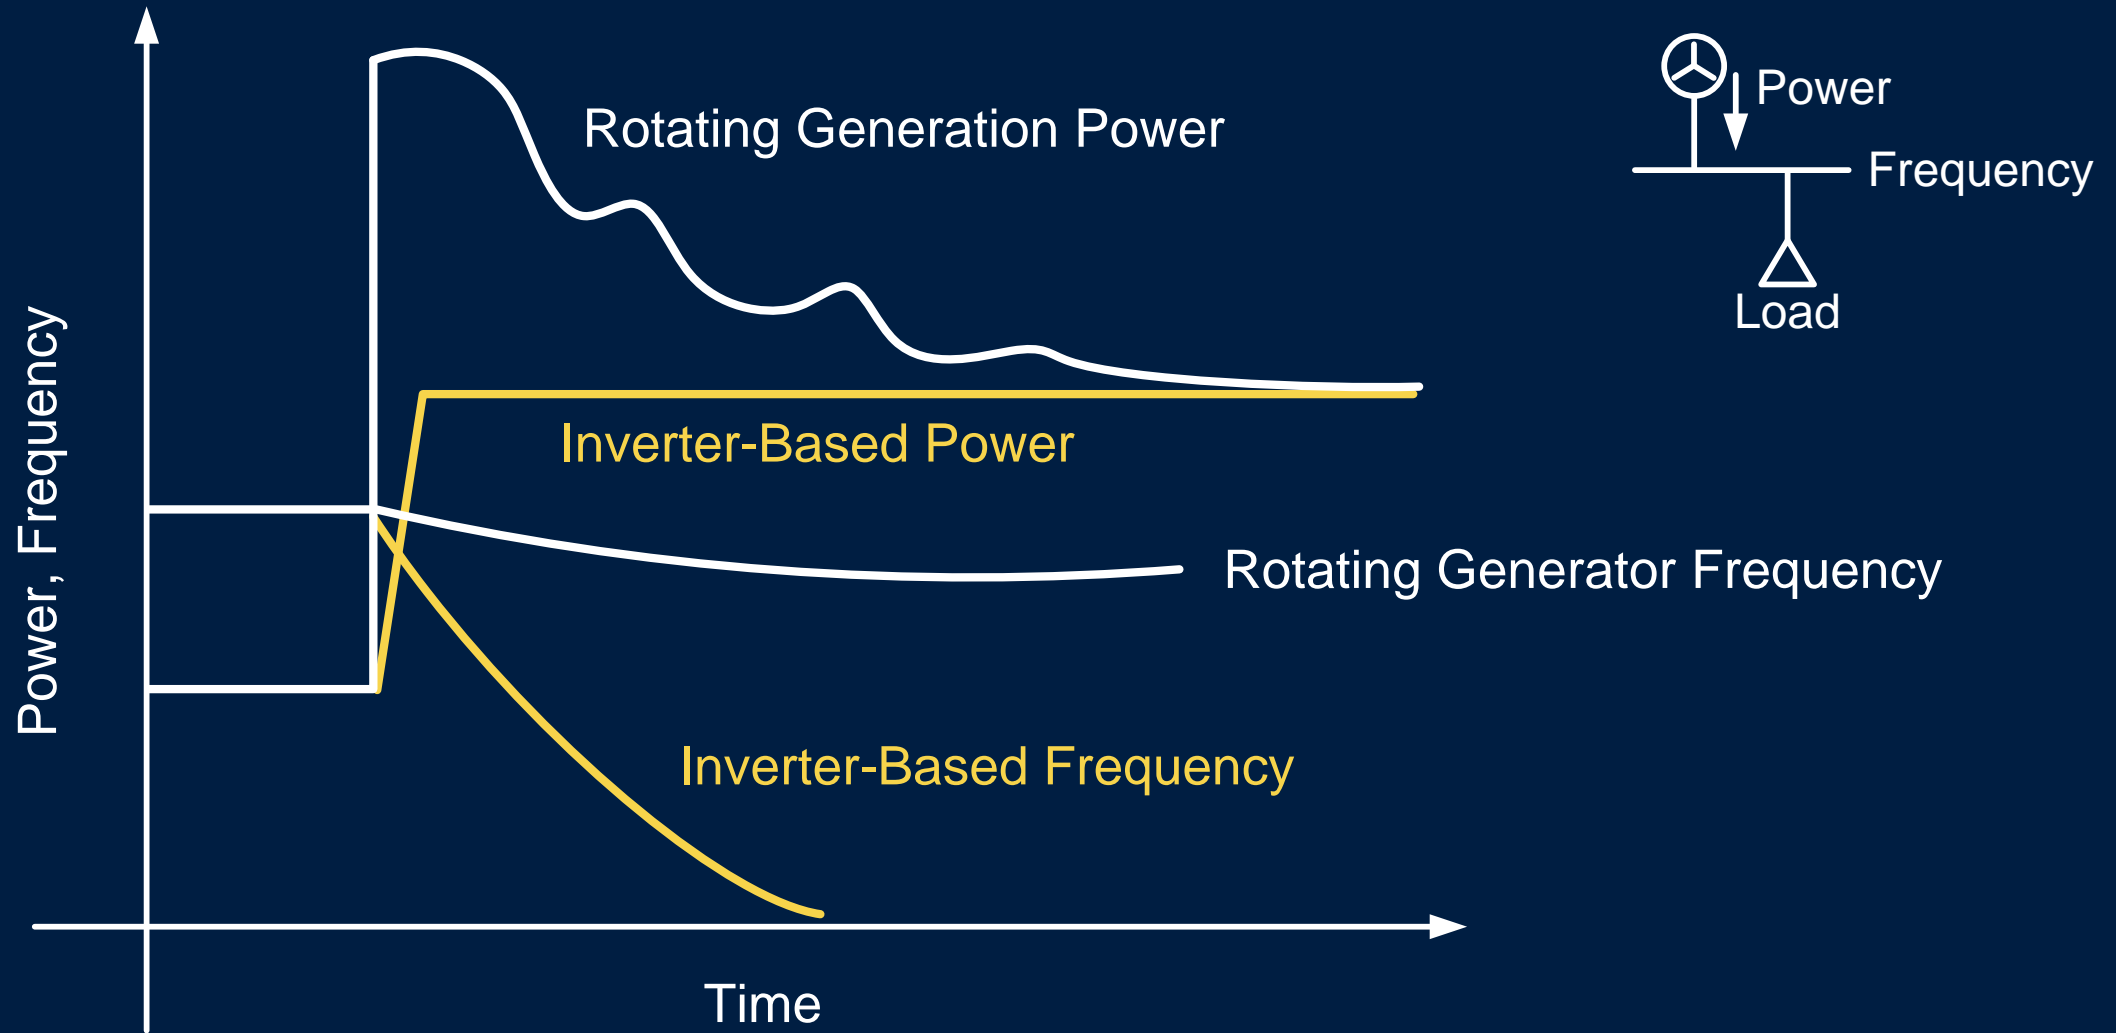 Power
Rotating Generation Power
Frequency
Load
Power, Frequency
Inverter-Based Power
Rotating Generator Frequency
Inverter-Based Frequency
Time